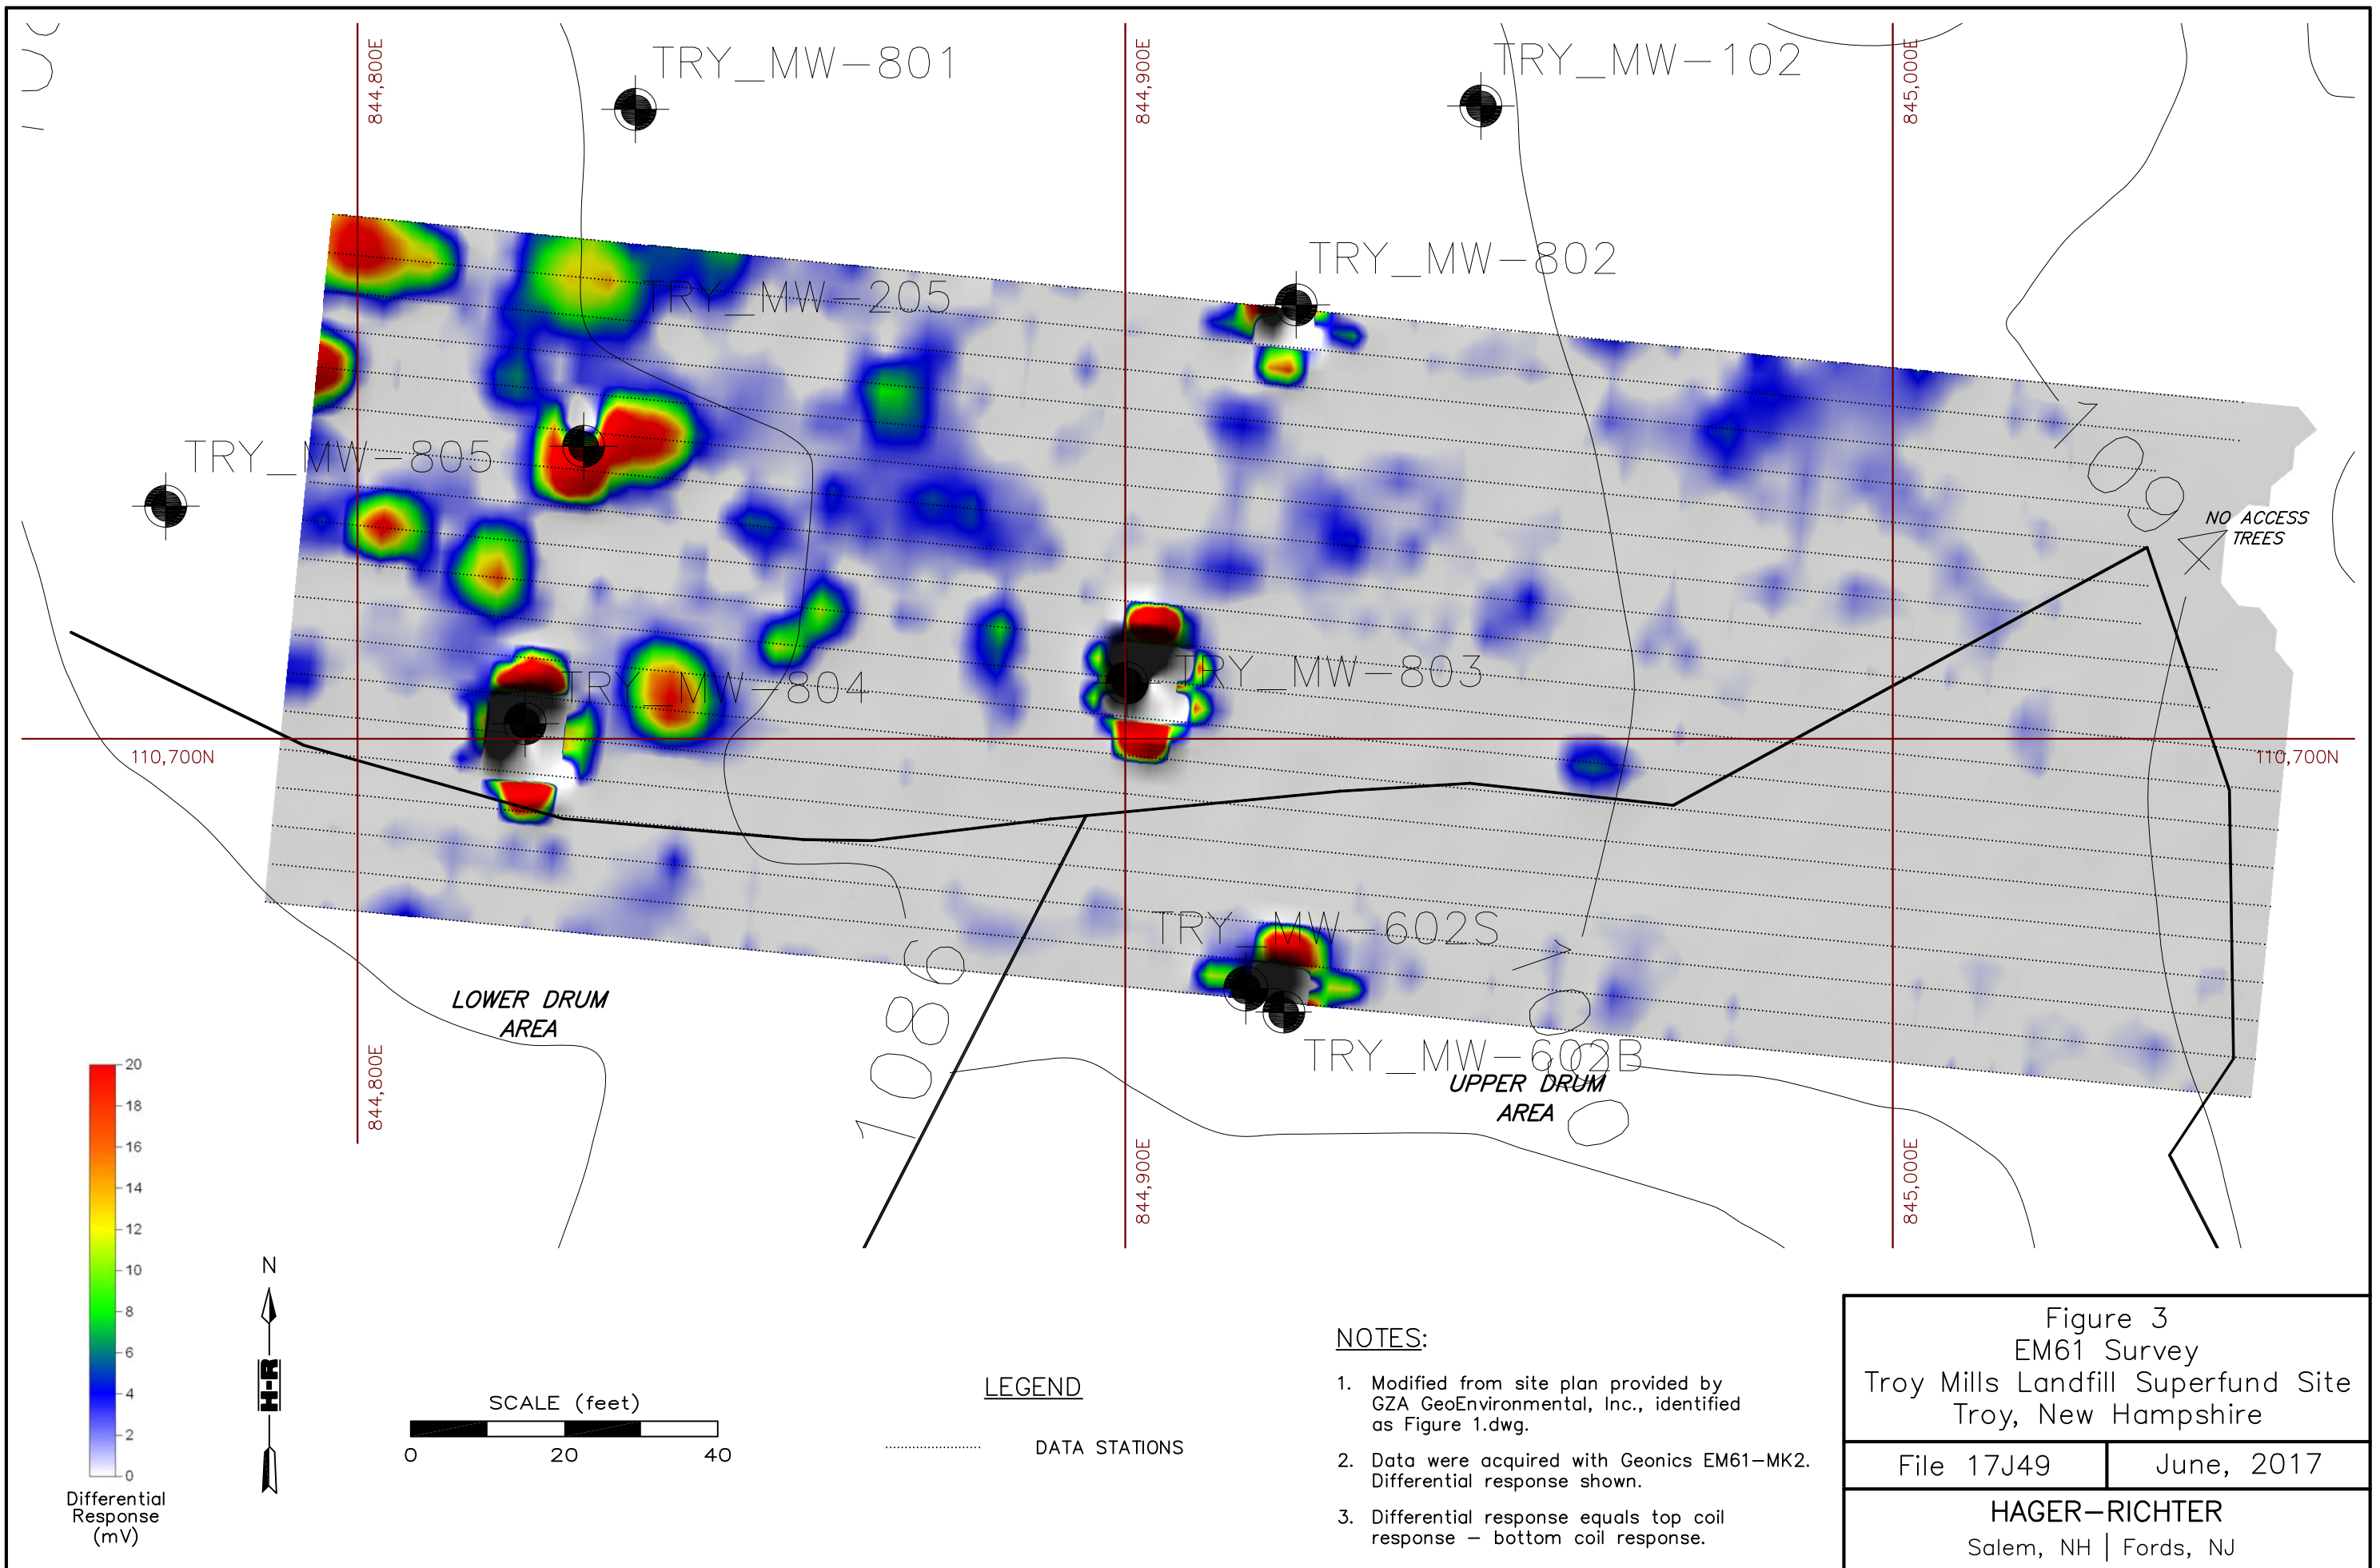 844,800E
844,900E
845,000E
TRY_MW-801
TRY_MW-102
TRY_MW-802
TRY_MW-205
TRY_MW-805
109
NO ACCESS
TREES
TRY_MW-803
TRY_MW-804
110,700N
110,700N
TRY_MW-602S
1086
LOWER DRUM
AREA
TRY_MW-602B
UPPER DRUM
AREA
844,800E
844,900E
845,000E
20
18
16
14
12
10
8
6
4
2
0
Differential
Response
(mV)
N
H-R
SCALE (feet)
0 20 40
LEGEND
DATA STATIONS
NOTES:
1. Modified from site plan provided by
GZA GeoEnvironmental, Inc., identified
as Figure 1.dwg.
2. Data were acquired with Geonics EM61-MK2.
Differential response shown.
3. Differential response equals top coil
response – bottom coil response.
Figure 3
EM61 Survey
Troy Mills Landfill Superfund Site
Troy, New Hampshire
File 17J49
June, 2017
HAGER-RICHTER
Salem, NH | Fords, NJ